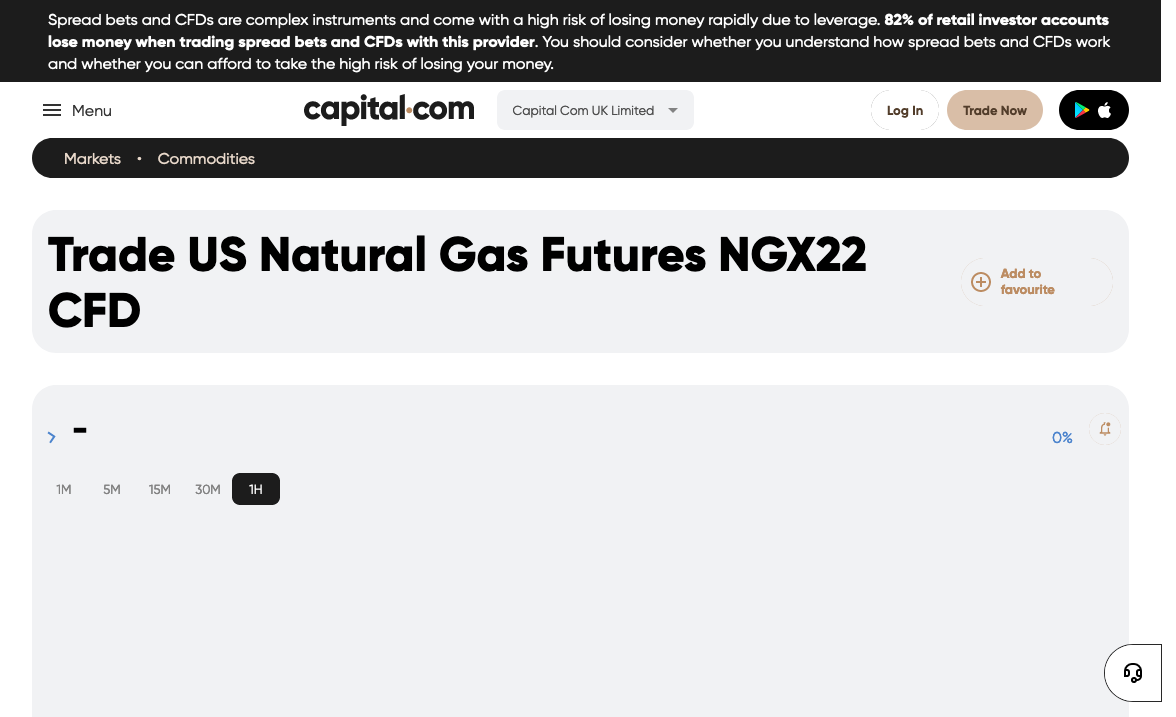 Spread bets and CFDs are complex instruments and come with a high risk of losing money rapidly due to leverage. 82% of retail investor accounts
lose money when trading spread bets and CFDs with this provider. You should consider whether you understand how spread bets and CFDs work
and whether you can afford to take the high risk of losing your money.
Menu
capital.com
Capital Com UK Limited
Log In
Trade Now
Markets • Commodities
Trade US Natural Gas Futures NGX22
CFD
Add to
favourite
-
0%
1M 5M 15M 30M 1H